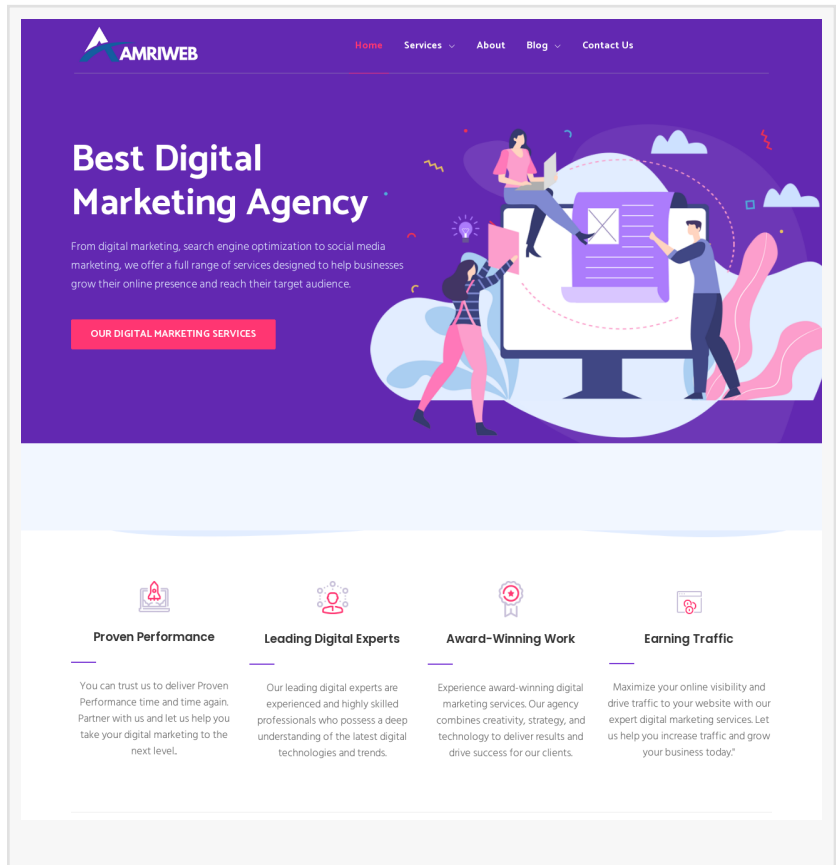 AMRIWEB
Home Services About Blog Contact Us
Best Digital
Marketing Agency
From digital marketing, search engine optimization to social media
marketing, we offer a full range of services designed to help businesses
grow their online presence and reach their target audience.
OUR DIGITAL MARKETING SERVICES
Proven Performance
You can trust us to deliver Proven
Performance time and time again.
Partner with us and let us help you
take your digital marketing to the
next level..
Leading Digital Experts
Our leading digital experts are
experienced and highly skilled
professionals who possess a deep
understanding of the latest digital
technologies and trends.
Award-Winning Work
Experience award-winning digital
marketing services. Our agency
combines creativity, strategy, and
technology to deliver results and
drive success for our clients.
Earning Traffic
Maximize your online visibility and
drive traffic to your website with our
expert digital marketing services. Let
us help you increase traffic and grow
your business today."